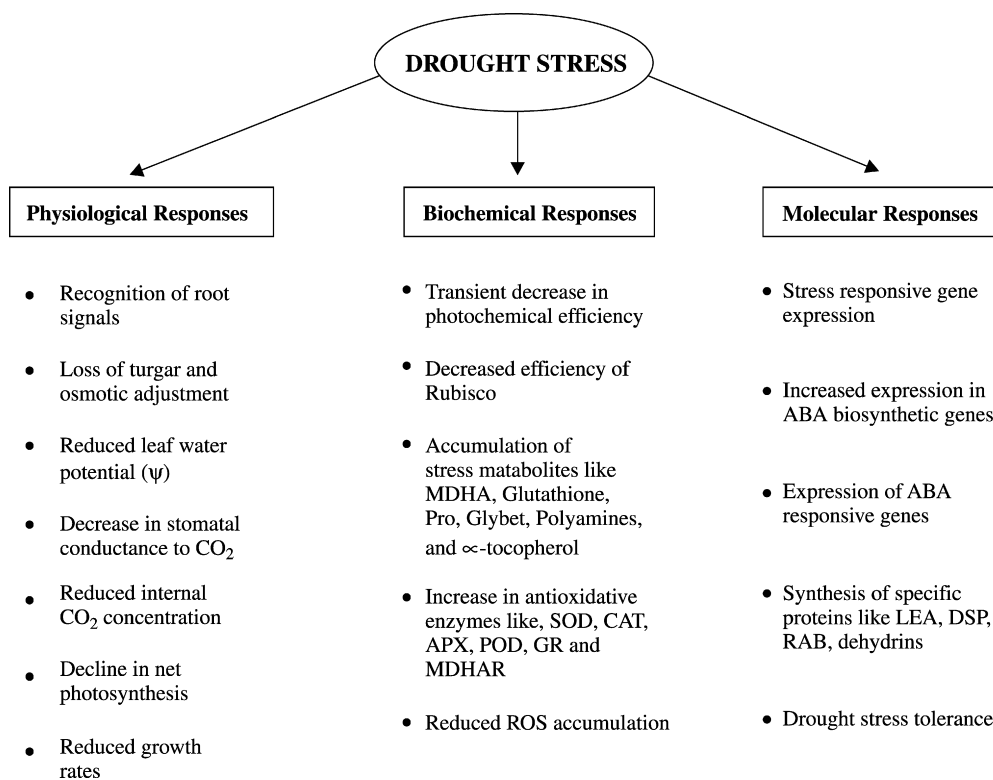 DROUGHT STRESS
Physiological Responses
Recognition of root
signals
Loss of turgar and
osmotic adjustment
Reduced leaf water
potential (ψ)
Decrease in stomatal
conductance to CO₂
Reduced internal
CO₂ concentration
Decline in net
photosynthesis
Reduced growth
rates
Biochemical Responses
Transient decrease in
photochemical efficiency
Decreased efficiency of
Rubisco
Accumulation of
stress matabolites like
MDHA, Glutathione,
Pro, Glybet, Polyamines,
and ∝-tocopherol
Increase in antioxidative
enzymes like, SOD, CAT,
APX, POD, GR and
MDHAR
Reduced ROS accumulation
Molecular Responses
Stress responsive gene
expression
Increased expression in
ABA biosynthetic genes
Expression of ABA
responsive genes
Synthesis of specific
proteins like LEA, DSP,
RAB, dehydrins
Drought stress tolerance